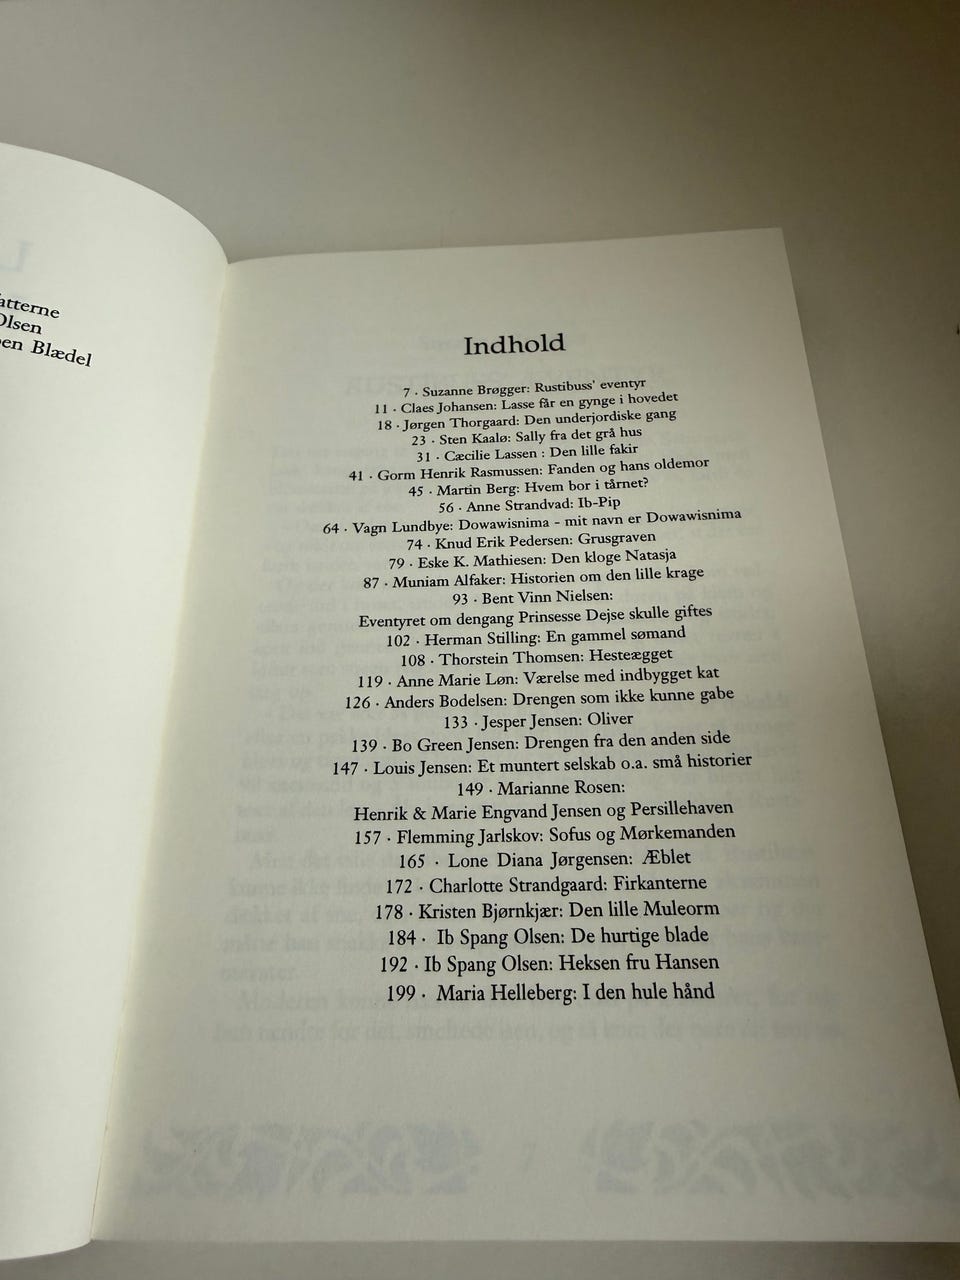 atterne
Olsen
en Blædel
Indhold
7 · Suzanne Brøgger: Rustibuss' eventyr
11 · Claes Johansen: Lasse får en gynge i hovedet
18 · Jørgen Thorgaard: Den underjordiske gang
23 · Sten Kaalø: Sally fra det grå hus
31 · Cæcilie Lassen : Den lille fakir
41 · Gorm Henrik Rasmussen: Fanden og hans oldemor
45 · Martin Berg: Hvem bor i tårnet?
56 · Anne Strandvad: Ib-Pip
64 · Vagn Lundbye: Dowawisnima - mit navn er Dowawisnima
74 · Knud Erik Pedersen: Grusgraven
79 · Eske K. Mathiesen: Den kloge Natasja
87 · Muniam Alfaker: Historien om den lille krage
93 · Bent Vinn Nielsen:
Eventyret om dengang Prinsesse Dejse skulle giftes
102 · Herman Stilling: En gammel sømand
108 · Thorstein Thomsen: Hesteægget
119 · Anne Marie Løn: Værelse med indbygget kat
126 · Anders Bodelsen: Drengen som ikke kunne gabe
133 · Jesper Jensen: Oliver
139 · Bo Green Jensen: Drengen fra den anden side
147 · Louis Jensen: Et muntert selskab o.a. små historier
149 · Marianne Rosen:
Henrik & Marie Engvand Jensen og Persillehaven
157 · Flemming Jarlskov: Sofus og Mørkemanden
165 · Lone Diana Jørgensen: Æblet
172 · Charlotte Strandgaard: Firkanterne
178 · Kristen Bjørnkjær: Den lille Muleorm
184 · Ib Spang Olsen: De hurtige blade
192 · Ib Spang Olsen: Heksen fru Hansen
199 · Maria Helleberg: I den hule hånd